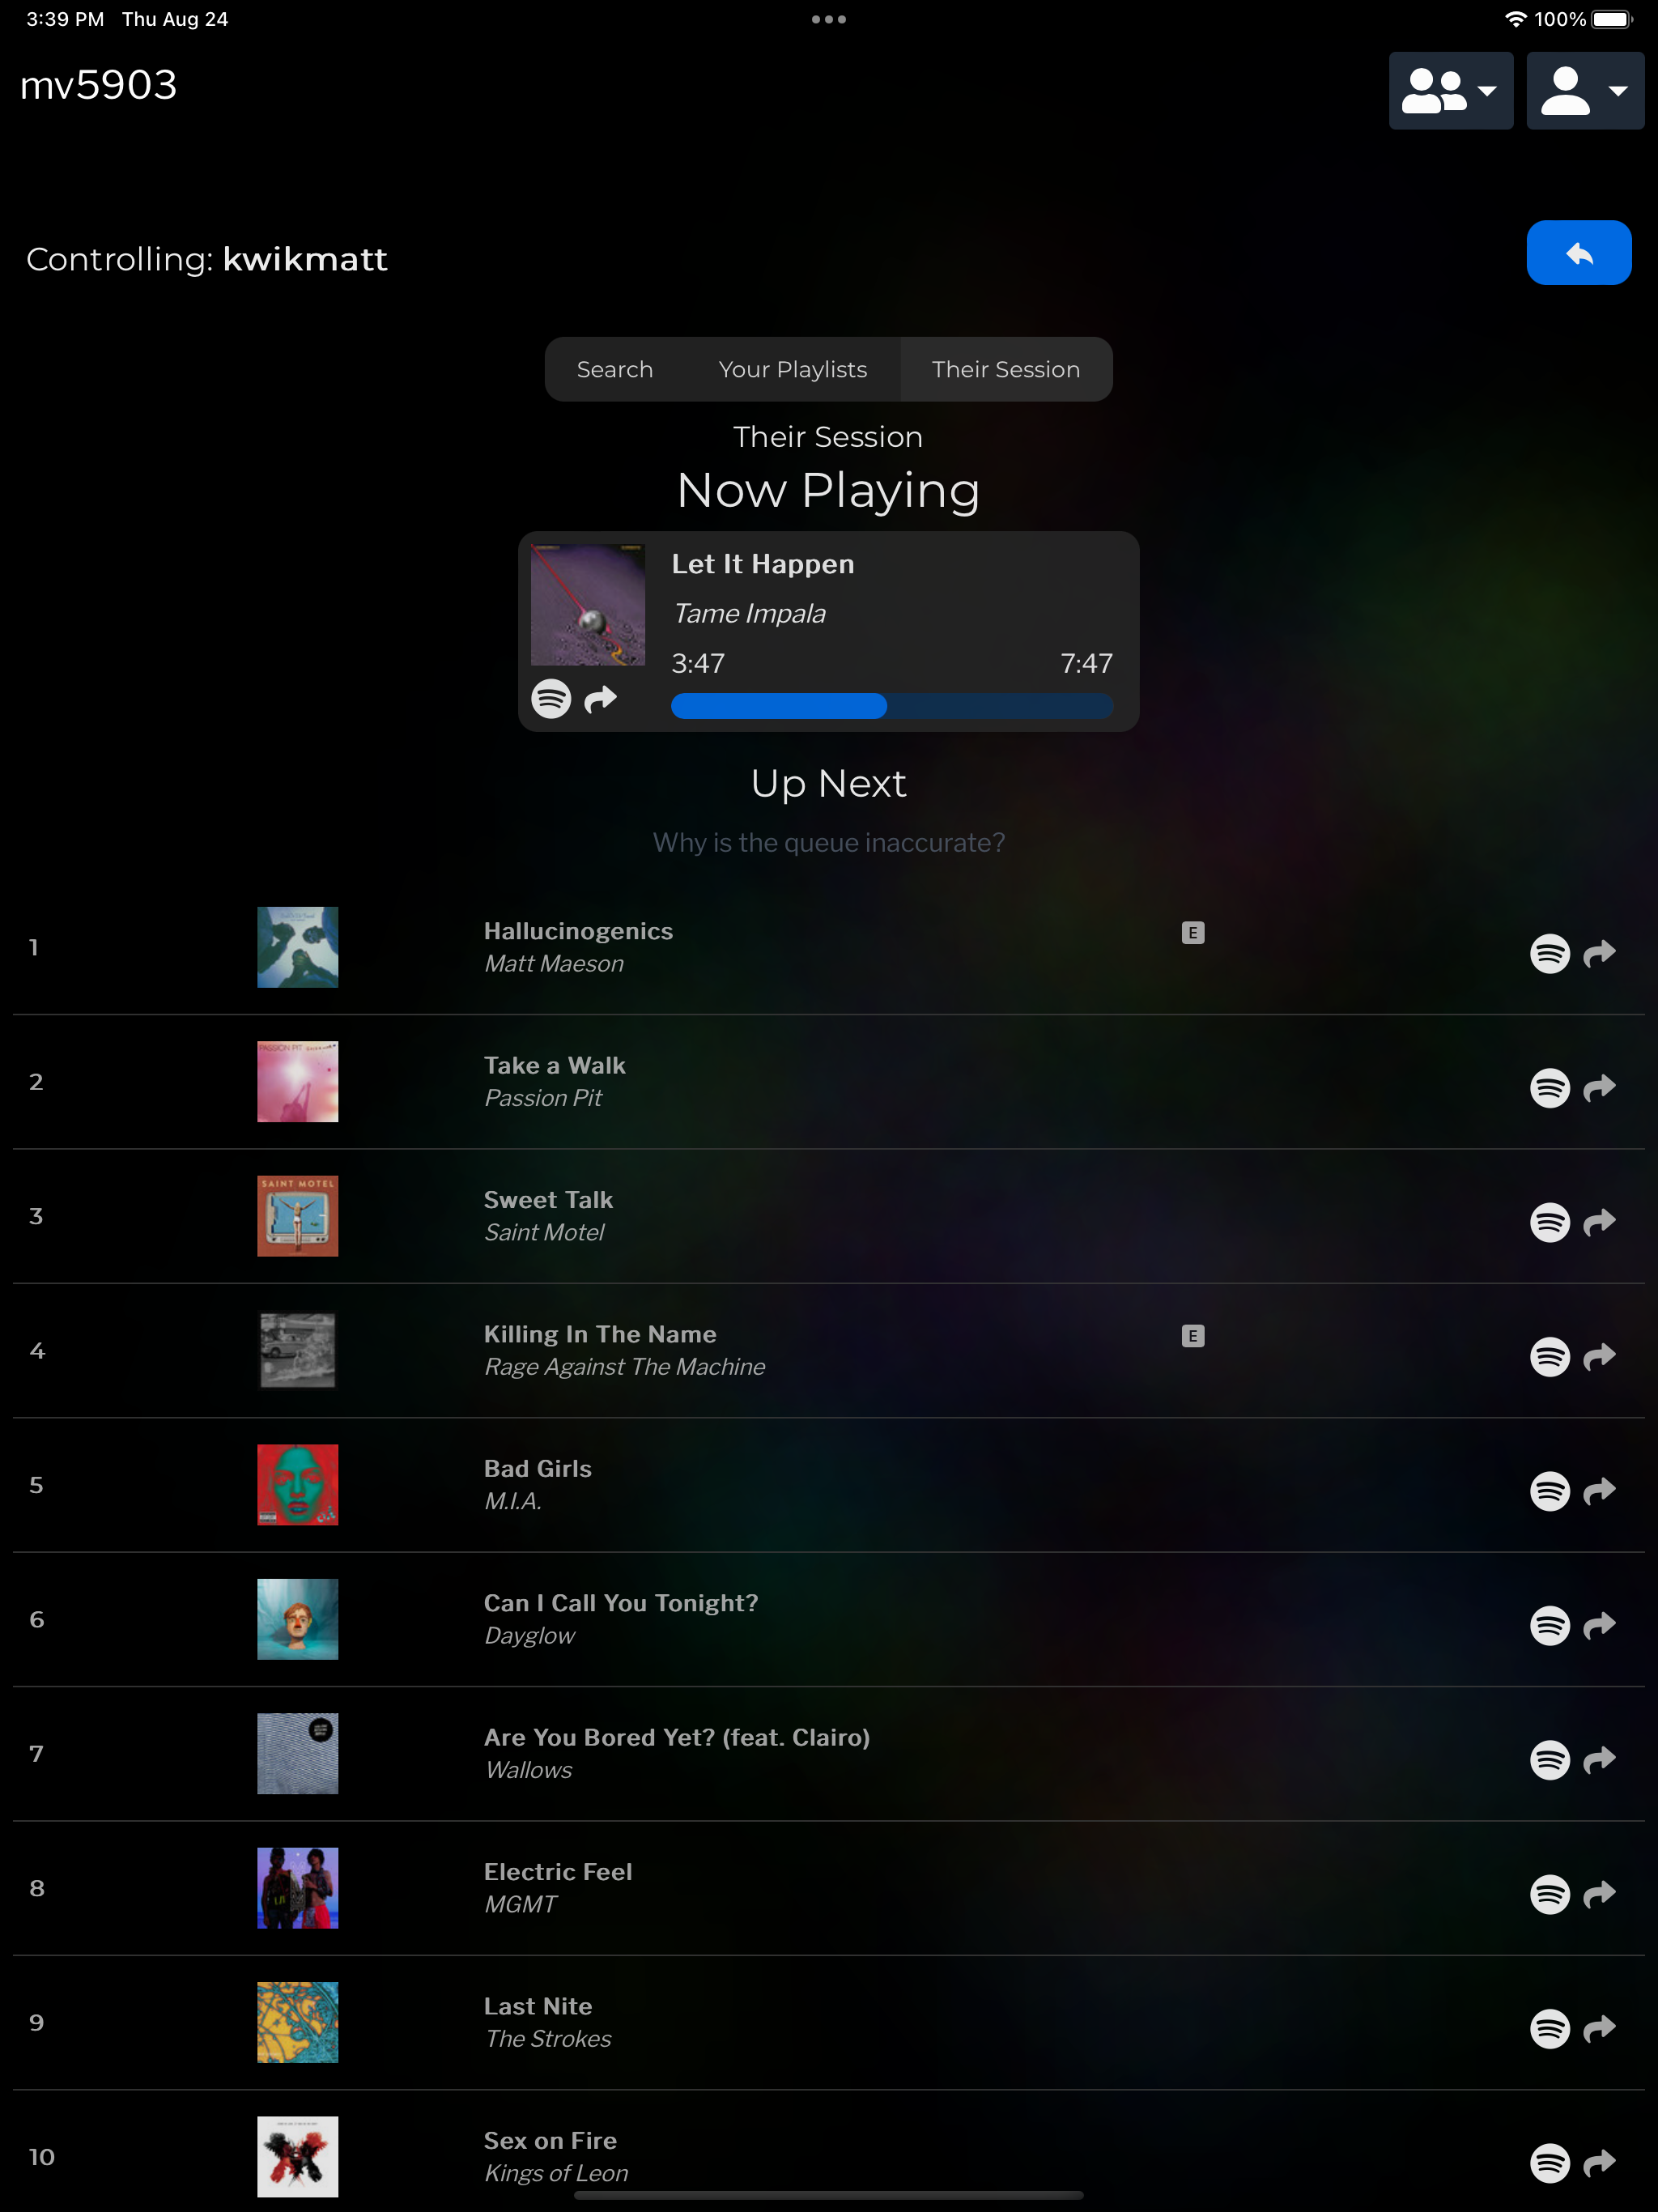 3:39 PM Thu Aug 24
100%
mv5903
Controlling: kwikmatt
Search Your Playlists Their Session
Their Session
Now Playing
Let It Happen
Tame Impala
3:47 7:47
Up Next
Why is the queue inaccurate?
1
Hallucinogenics E
Matt Maeson
2
PASSION PIT
Take a Walk
Passion Pit
3
SAINT MOTEL
Sweet Talk
Saint Motel
4
Killing In The Name E
Rage Against The Machine
5
Bad Girls
M.I.A.
6
Can I Call You Tonight?
Dayglow
7
Are You Bored Yet? (feat. Clairo)
Wallows
8
Electric Feel
MGMT
9
Last Nite
The Strokes
10
Sex on Fire
Kings of Leon